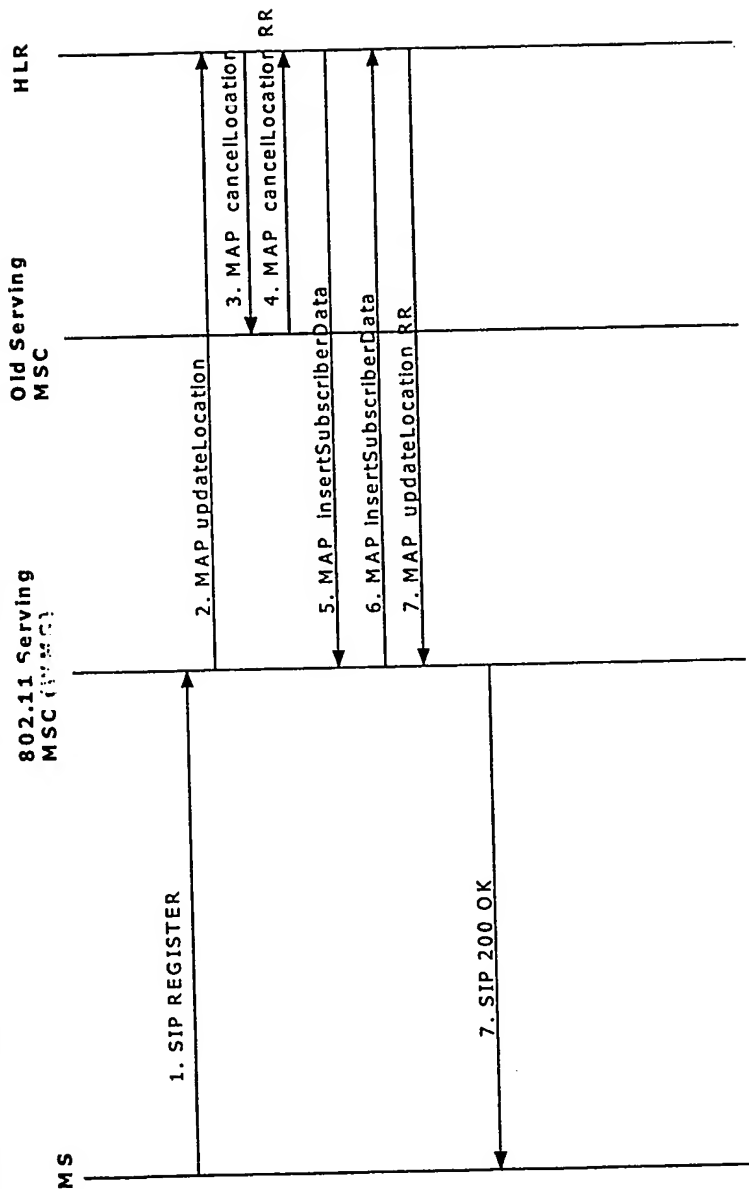 MS
802.11 Serving
MSC
Old Serving
MSC
HLR
1. SIP REGISTER
2. MAP updateLocation
3. MAP cancelLocation
4. MAP cancelLocation RR
5. MAP insertSubscriberData
6. MAP insertSubscriberData
7. MAP updateLocation RR
7. SIP 200 OK